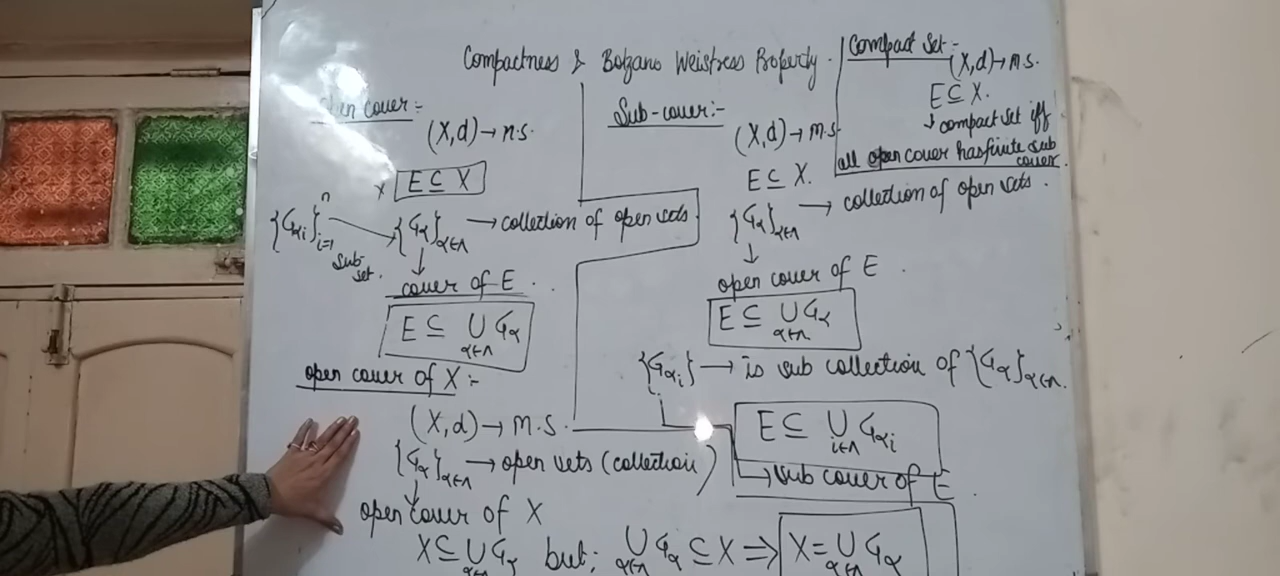 Compactness & Bolzano Weistress Property.
Open cover:-
(X,d)→m.s.
E ⊆ X
{Gαi}ⁿi=1
sub-set.
{Gα}α∈Λ → collection of open sets
cover of E.
E ⊆ ∪α∈Λ Gα
open cover of X:-
(X,d)→m.s.
{Gα}α∈Λ → open sets (collection)
open cover of X
X ⊆ ∪ Gα but; ∪α∈Λ Gα ⊆ X ⇒ X = ∪α∈Λ Gα
Sub-cover:-
(X,d)→m.s.
E ⊆ X.
{Gα}α∈Λ → collection of open sets.
open cover of E.
E ⊆ ∪α∈Λ Gα
{Gαi} → is sub collection of {Gα}α∈Λ.
E ⊆ ∪i∈Λ Gαi
→ sub cover of E.
Compact Set:-
(X,d)→m.s.
E ⊆ X.
↓ compact set iff
all open cover has finite sub
cover.